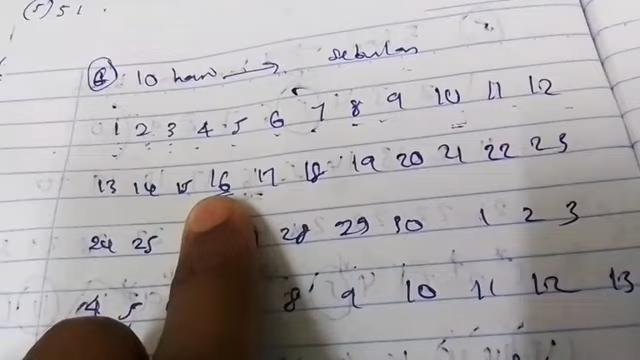 (5) 51.
10 hari → sebulan
1 2 3 4 5 6 7 8 9 10 11 12
13 14 15 16 17 18 19 20 21 22 23
24 25 28 29 30 1 2 3
4 5 8 9 10 11 12 13